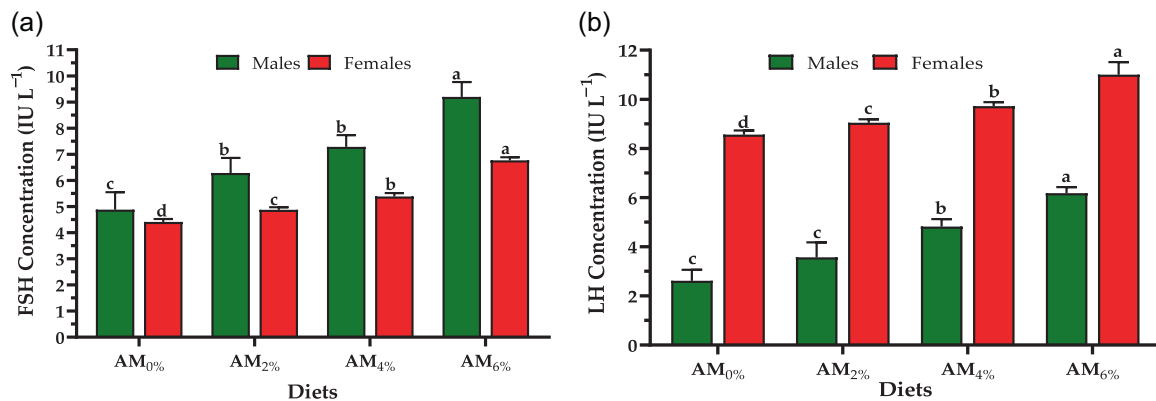 (a)
FSH Concentration (IU L⁻¹)
11
10
9
8
7
6
5
4
3
2
1
0
Males Females
c d b c b b a a
AM0% AM2% AM4% AM6%
Diets
(b)
LH Concentration (IU L⁻¹)
12
10
8
6
4
2
0
Males Females
c d c c b b a a
AM0% AM2% AM4% AM6%
Diets